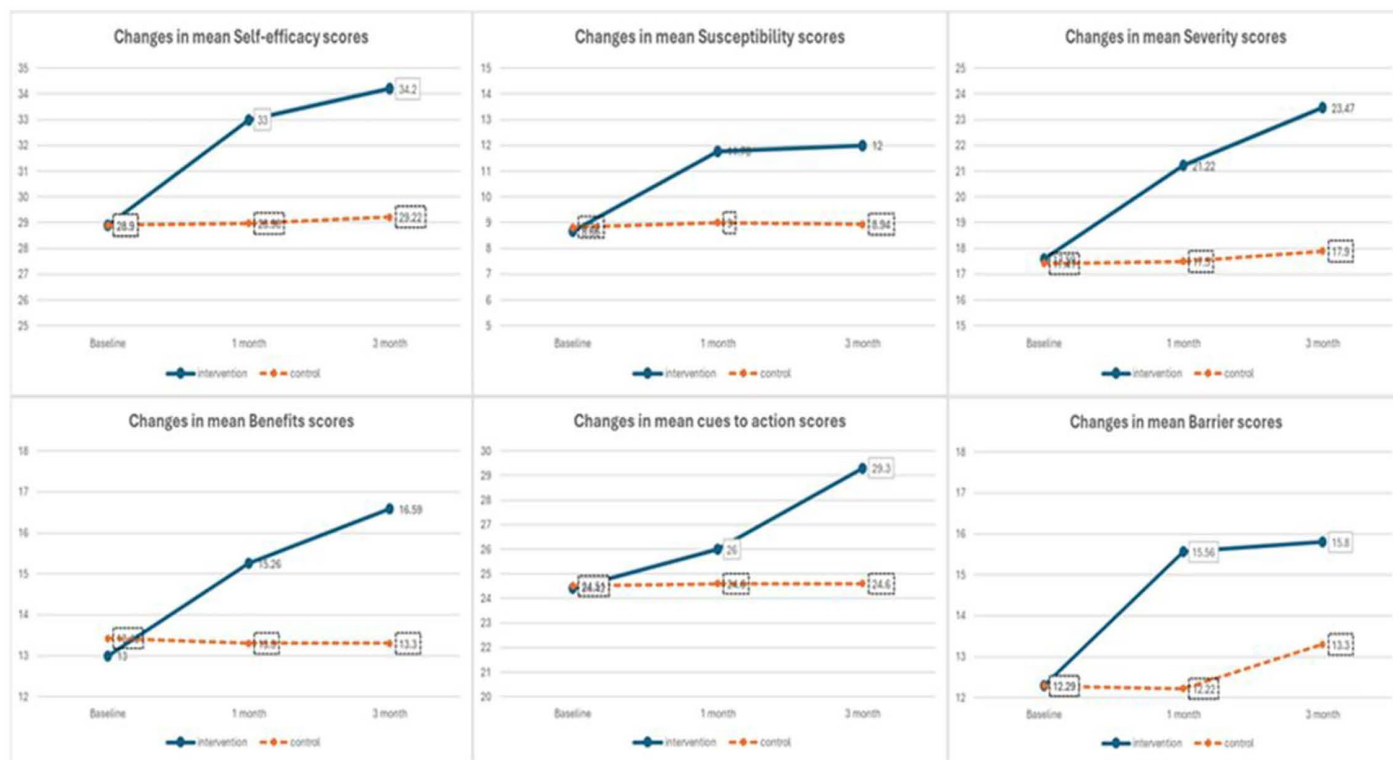 Changes in mean Self-efficacy scores
35
34
33
32
31
30
29
28
27
26
25
34.2
33
28.9
29.22
Baseline
1 month
3 month
intervention
control
Changes in mean Susceptibility scores
15
14
13
12
11
10
9
8
7
6
5
12
9
8.94
Baseline
1 month
3 month
intervention
control
Changes in mean Severity scores
25
24
23
22
21
20
19
18
17
16
15
23.47
21.22
17.9
Baseline
1 month
3 month
intervention
control
Changes in mean Benefits scores
18
17
16
15
14
13
12
16.59
15.26
13
13.3
Baseline
1 month
3 month
intervention
control
Changes in mean cues to action scores
30
29
28
27
26
25
24
23
22
21
20
29.3
26
24.6
Baseline
1 month
3 month
intervention
control
Changes in mean Barrier scores
18
17
16
15
14
13
12
15.56
15.8
12.29
12.22
13.3
Baseline
1 month
3 month
intervention
control